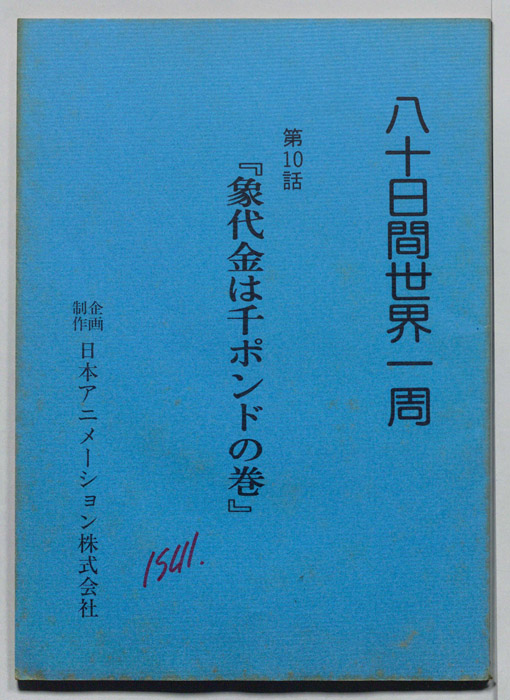 八十日間世界一周
第10話
『象代金は千ポンドの巻』
企画
制作
日本アニメーション株式会社
1541.